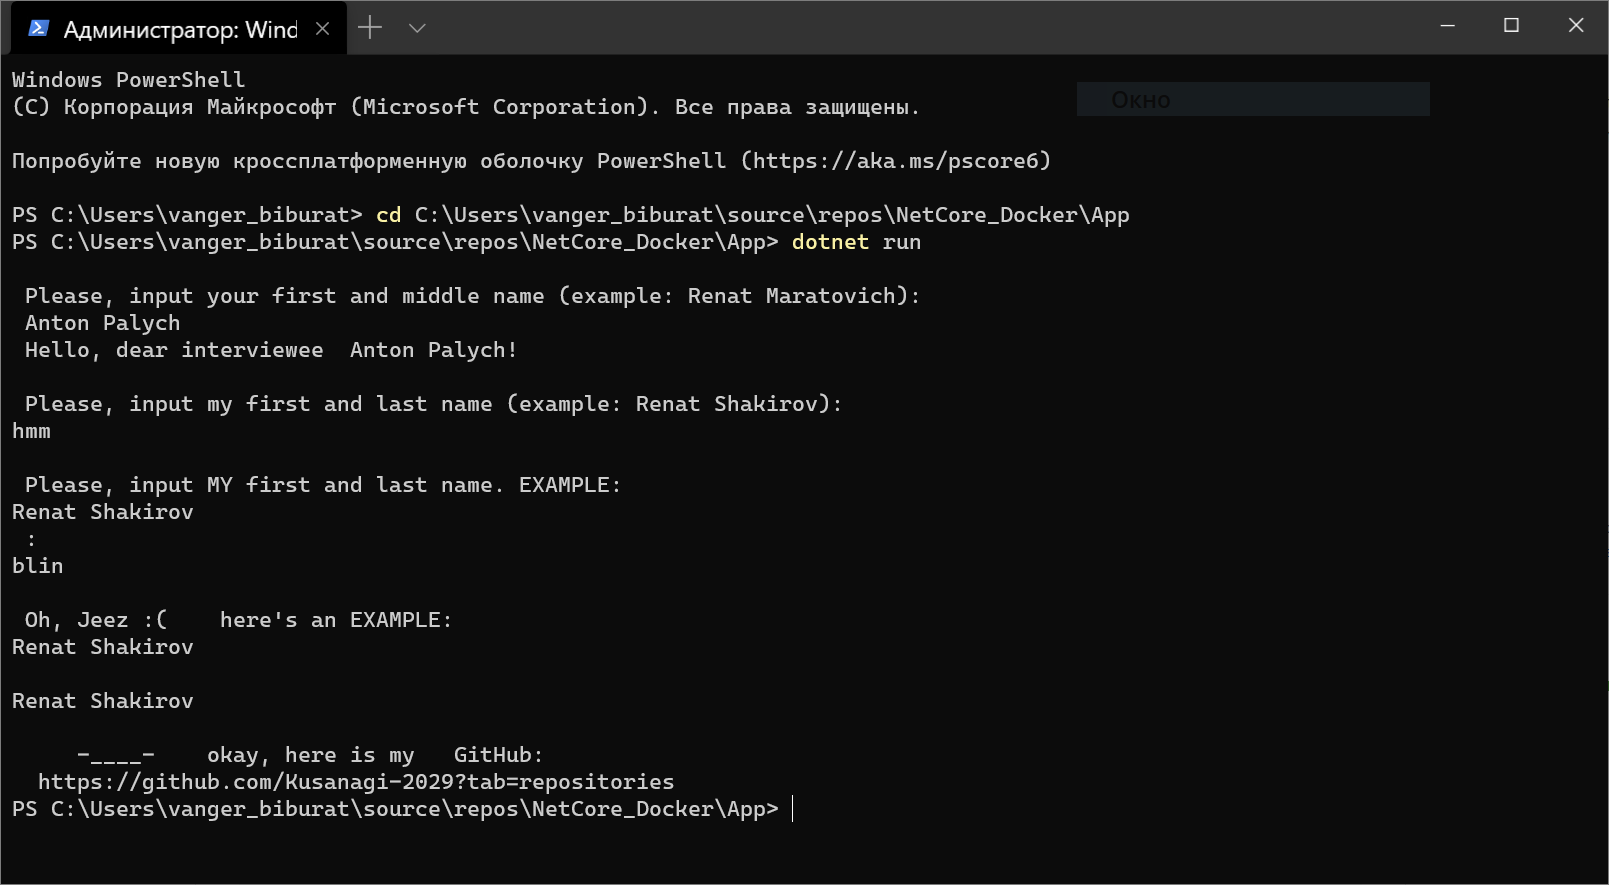 Администратор: Wind
Windows PowerShell
(C) Корпорация Майкрософт (Microsoft Corporation). Все права защищены.
Окно
Попробуйте новую кроссплатформенную оболочку PowerShell (https://aka.ms/pscore6)
PS C:\Users\vanger_biburat> cd C:\Users\vanger_biburat\source\repos\NetCore_Docker\App
PS C:\Users\vanger_biburat\source\repos\NetCore_Docker\App> dotnet run
Please, input your first and middle name (example: Renat Maratovich):
Anton Palych
Hello, dear interviewee  Anton Palych!
Please, input my first and last name (example: Renat Shakirov):
hmm
Please, input MY first and last name. EXAMPLE:
Renat Shakirov
:
blin
Oh, Jeez :(    here's an EXAMPLE:
Renat Shakirov
Renat Shakirov
-____-    okay, here is my   GitHub:
https://github.com/Kusanagi-2029?tab=repositories
PS C:\Users\vanger_biburat\source\repos\NetCore_Docker\App>